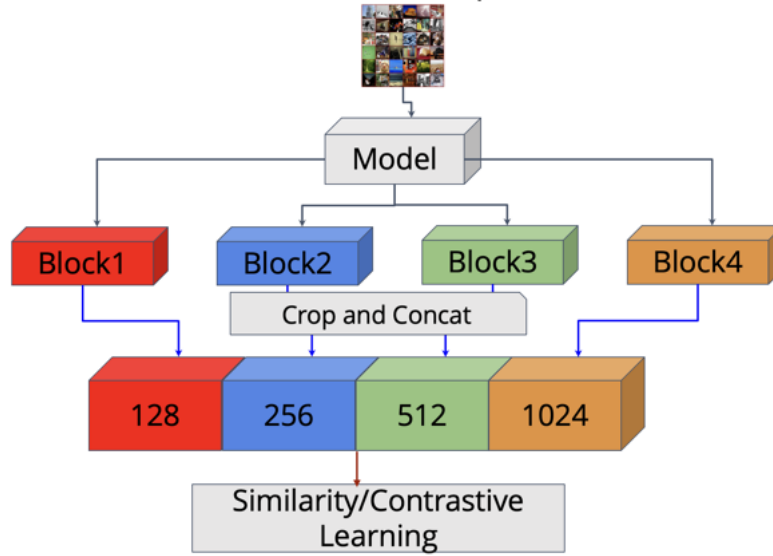 Model
Block1
Block2
Block3
Block4
Crop and Concat
128
256
512
1024
Similarity/Contrastive
Learning